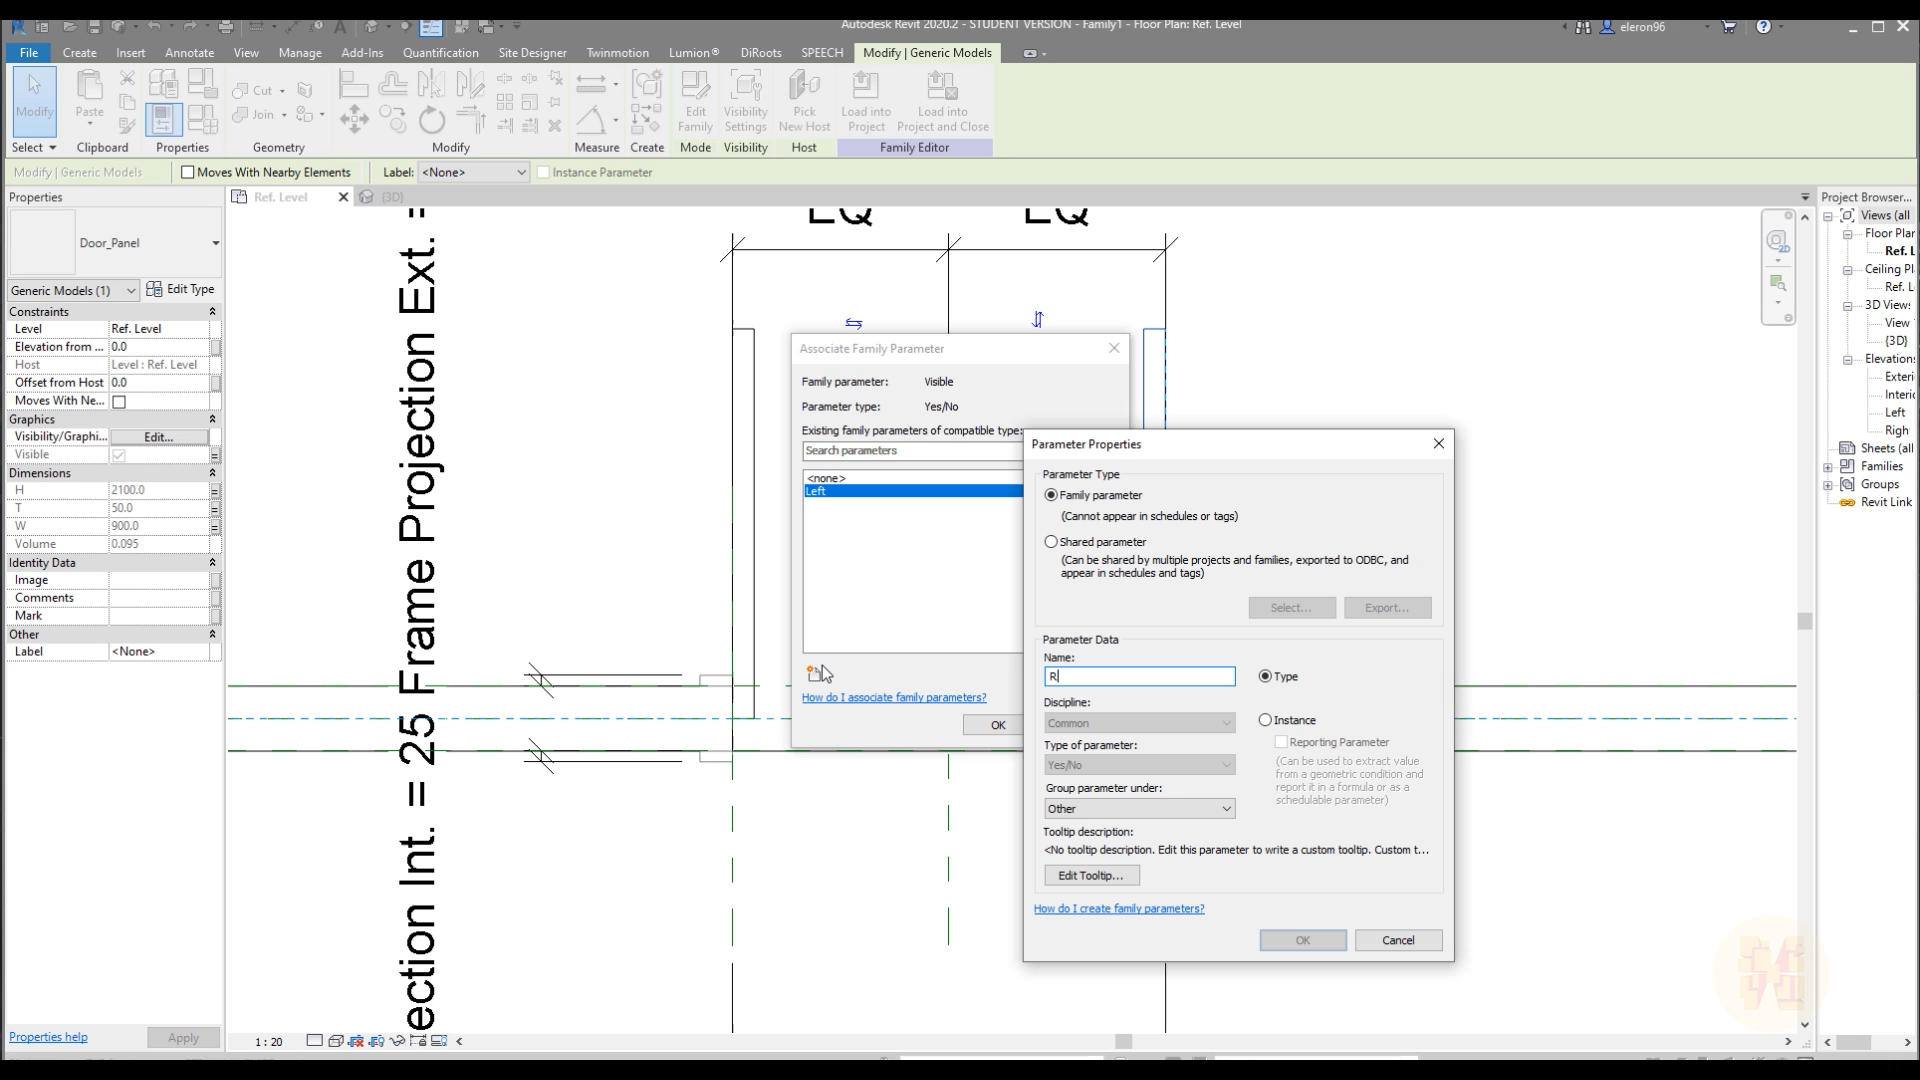 Autodesk Revit 2020.2 - STUDENT VERSION - Family1 - Floor Plan: Ref. Level
eleron96
File Create Insert Annotate View Manage Add-Ins Quantification Site Designer Twinmotion Lumion® DiRoots SPEECH Modify | Generic Models
Modify Paste Cut Join
Edit Family Visibility Settings Pick New Host Load into Project Load into Project and Close
Select Clipboard Properties Geometry Modify Measure Create Mode Visibility Host Family Editor
Modify | Generic Models Moves With Nearby Elements Label: <None> Instance Parameter
Properties
Door_Panel
Generic Models (1) Edit Type
Constraints
Level Ref. Level
Elevation from ... 0.0
Host Level : Ref. Level
Offset from Host 0.0
Moves With Ne...
Graphics
Visibility/Graphi... Edit...
Visible
Dimensions
H 2100.0
T 50.0
W 900.0
Volume 0.095
Identity Data
Image
Comments
Mark
Other
Label <None>
Properties help Apply
Ref. Level {3D}
EQ EQ
ection Int. = 25 Frame Projection Ext. =
Associate Family Parameter
Family parameter: Visible
Parameter type: Yes/No
Existing family parameters of compatible type:
Search parameters
<none>
Left
How do I associate family parameters?
OK
Parameter Properties
Parameter Type
Family parameter
(Cannot appear in schedules or tags)
Shared parameter
(Can be shared by multiple projects and families, exported to ODBC, and
appear in schedules and tags)
Select... Export...
Parameter Data
Name:
R
Type
Discipline:
Common
Instance
Type of parameter:
Reporting Parameter
Yes/No
(Can be used to extract value
from a geometric condition and
report it in a formula or as a
schedulable parameter)
Group parameter under:
Other
Tooltip description:
<No tooltip description. Edit this parameter to write a custom tooltip. Custom t...
Edit Tooltip...
How do I create family parameters?
OK Cancel
1 : 20
2D
Project Browser...
Views (all
Floor Plan
Ref. L
Ceiling Pl
Ref. L
3D Views
View
{3D}
Elevations
Exteri
Interio
Left
Righ
Sheets (all
Families
Groups
Revit Link